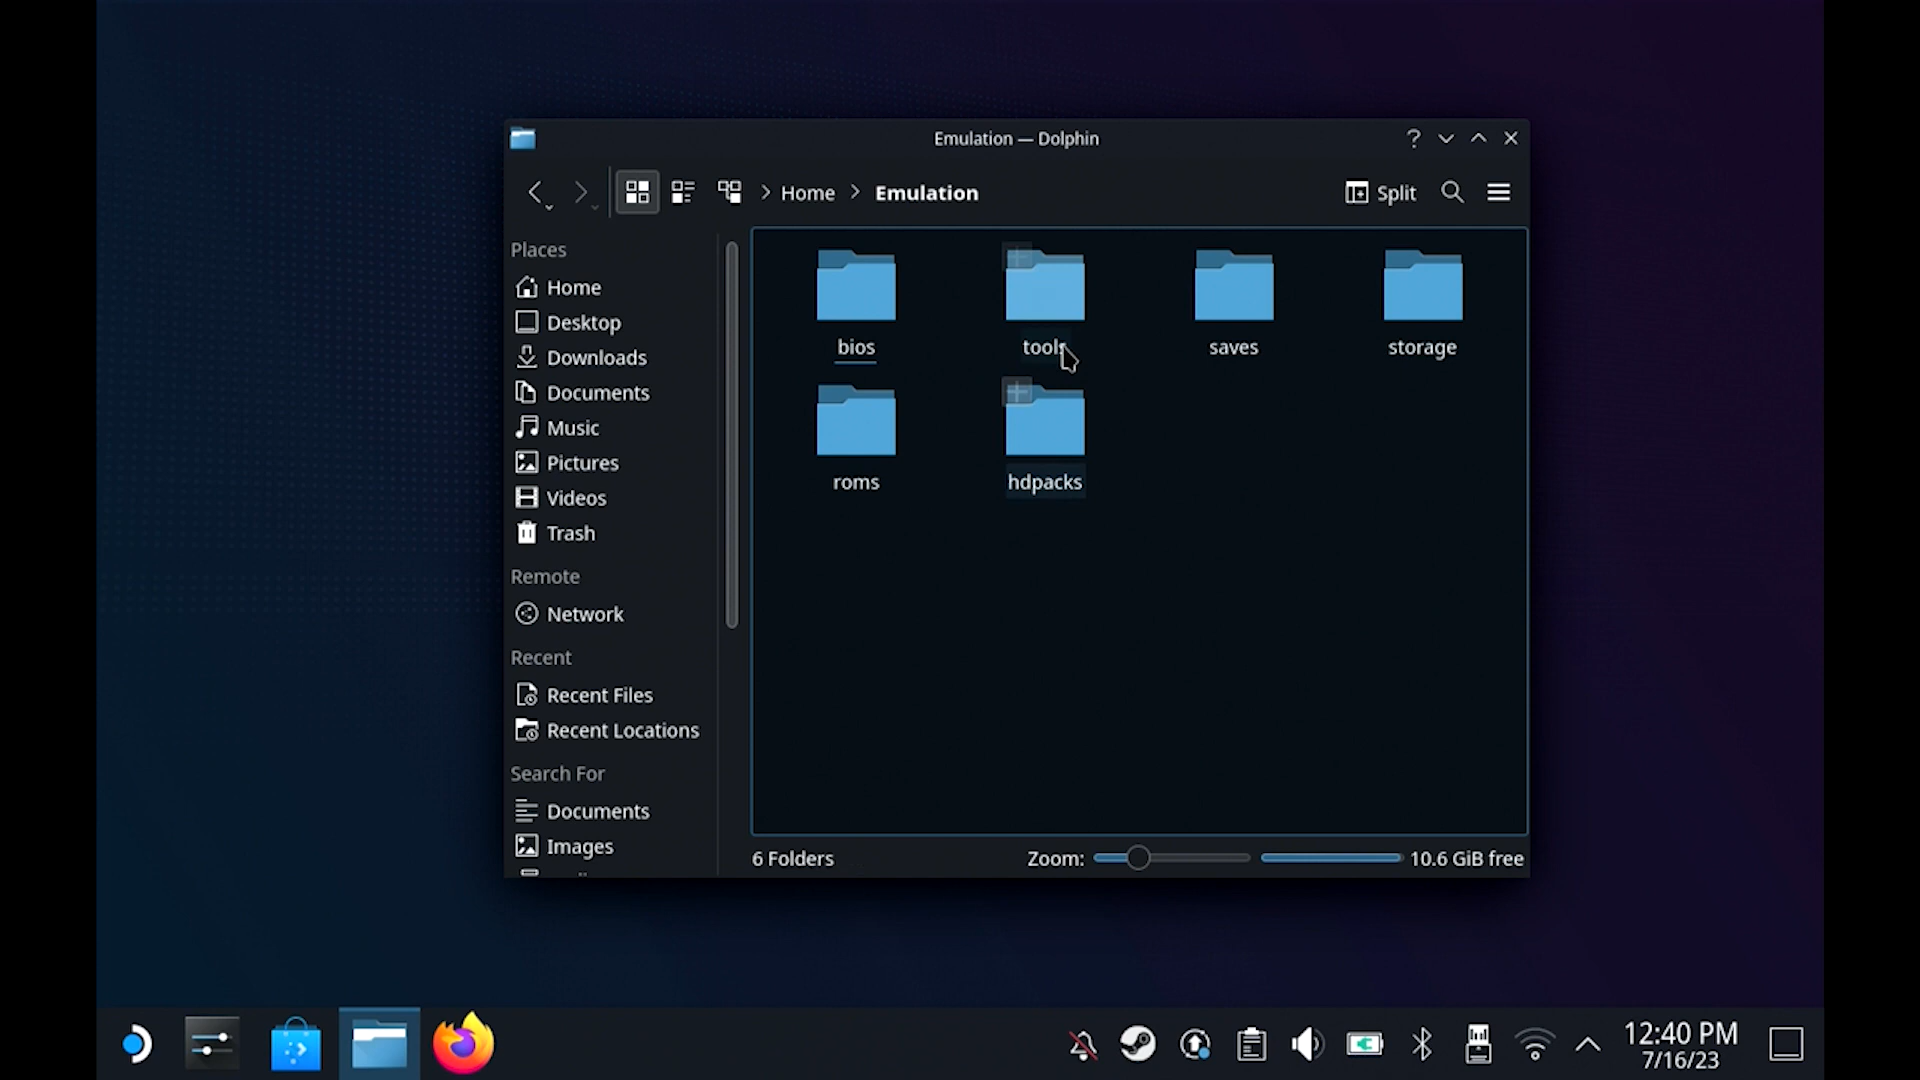 Emulation — Dolphin
Home
Emulation
Split
Places
Home
Desktop
Downloads
Documents
Music
Pictures
Videos
Trash
Remote
Network
Recent
Recent Files
Recent Locations
Search For
Documents
Images
bios
tools
saves
storage
roms
hdpacks
6 Folders
Zoom:
10.6 GiB free
12:40 PM
7/16/23